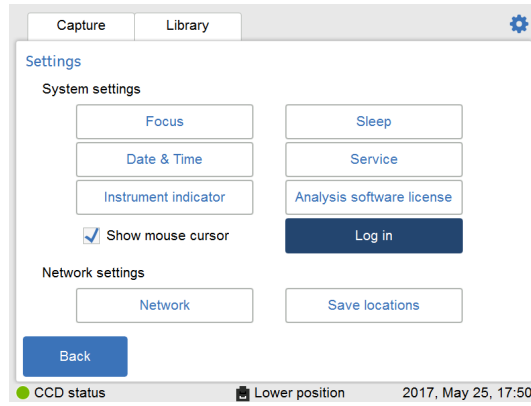 Capture Library
Settings
System settings
Focus Sleep
Date & Time Service
Instrument indicator Analysis software license
Show mouse cursor Log in
Network settings
Network Save locations
Back
CCD status Lower position 2017, May 25, 17:50